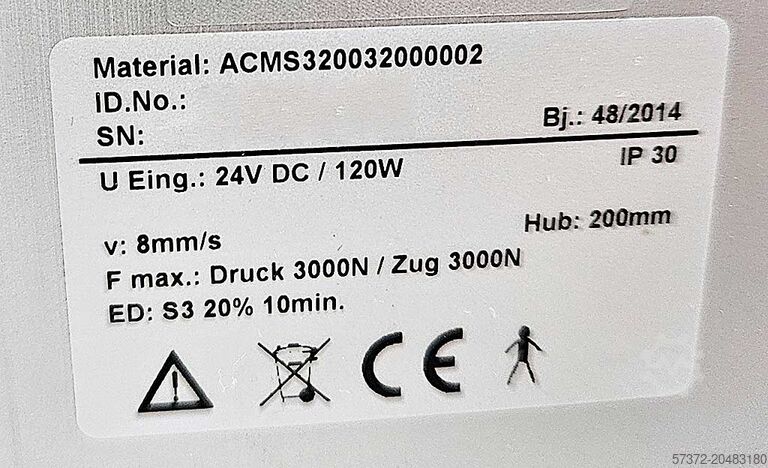 Material: ACMS320032000002
ID.No.:
SN:
Bj.: 48/2014
U Eing.: 24V DC / 120W
IP 30
Hub: 200mm
v: 8mm/s
F max.: Druck 3000N / Zug 3000N
ED: S3 20% 10min.
CE
57372-20483180